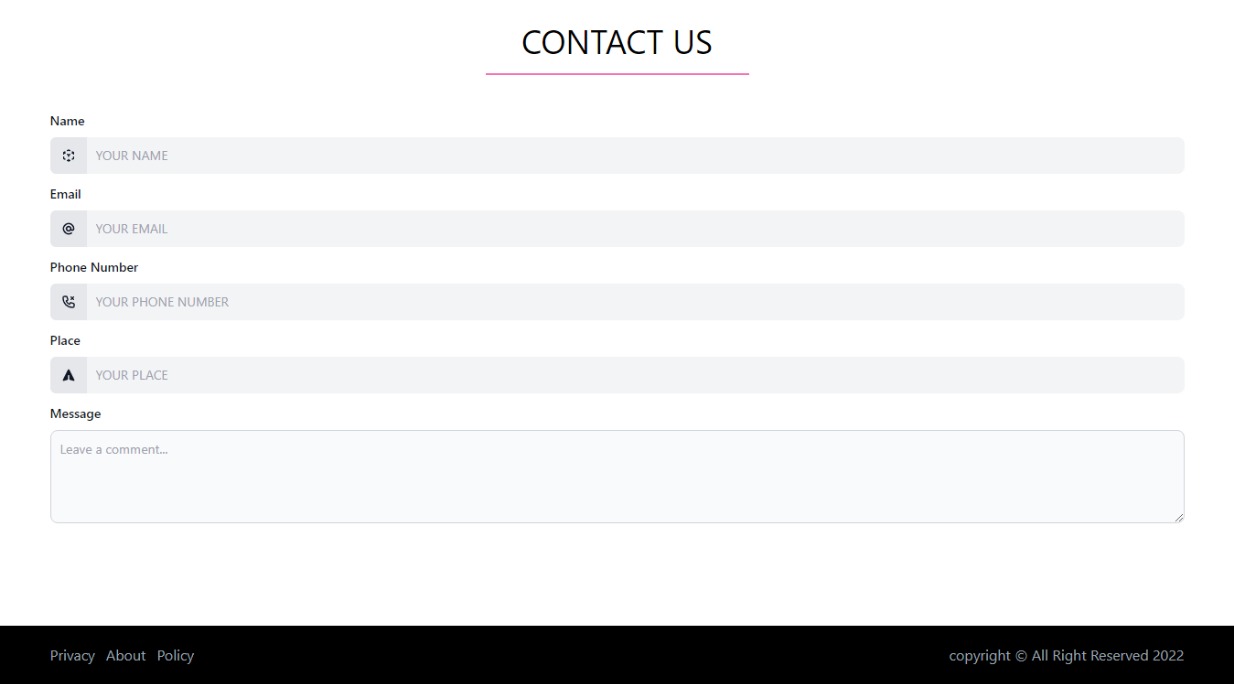 CONTACT US
Name
YOUR NAME
Email
YOUR EMAIL
Phone Number
YOUR PHONE NUMBER
Place
YOUR PLACE
Message
Leave a comment...
Privacy About Policy
copyright © All Right Reserved 2022